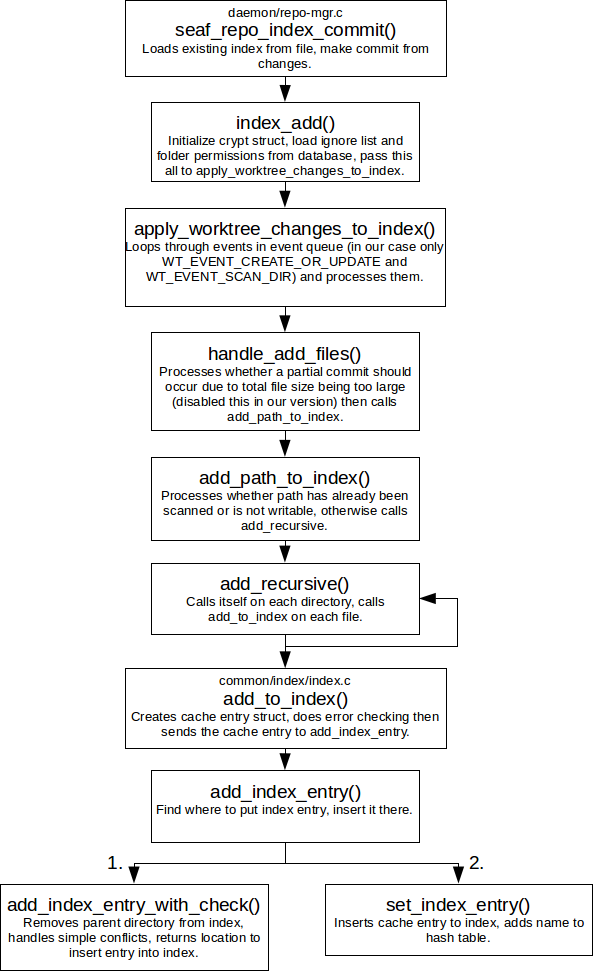 daemon/repo-mgr.c
seaf_repo_index_commit()
Loads existing index from file, make commit from
changes.
index_add()
Initialize crypt struct, load ignore list and
folder permissions from database, pass this
all to apply_worktree_changes_to_index.
apply_worktree_changes_to_index()
Loops through events in event queue (in our case only
WT_EVENT_CREATE_OR_UPDATE and
WT_EVENT_SCAN_DIR) and processes them.
handle_add_files()
Processes whether a partial commit should
occur due to total file size being too large
(disabled this in our version) then calls
add_path_to_index.
add_path_to_index()
Processes whether path has already been
scanned or is not writable, otherwise calls
add_recursive.
add_recursive()
Calls itself on each directory, calls
add_to_index on each file.
common/index/index.c
add_to_index()
Creates cache entry struct, does error checking then
sends the cache entry to add_index_entry.
add_index_entry()
Find where to put index entry, insert it there.
1.
add_index_entry_with_check()
Removes parent directory from index,
handles simple conflicts, returns location to
insert entry into index.
2.
set_index_entry()
Inserts cache entry to index, adds name to
hash table.